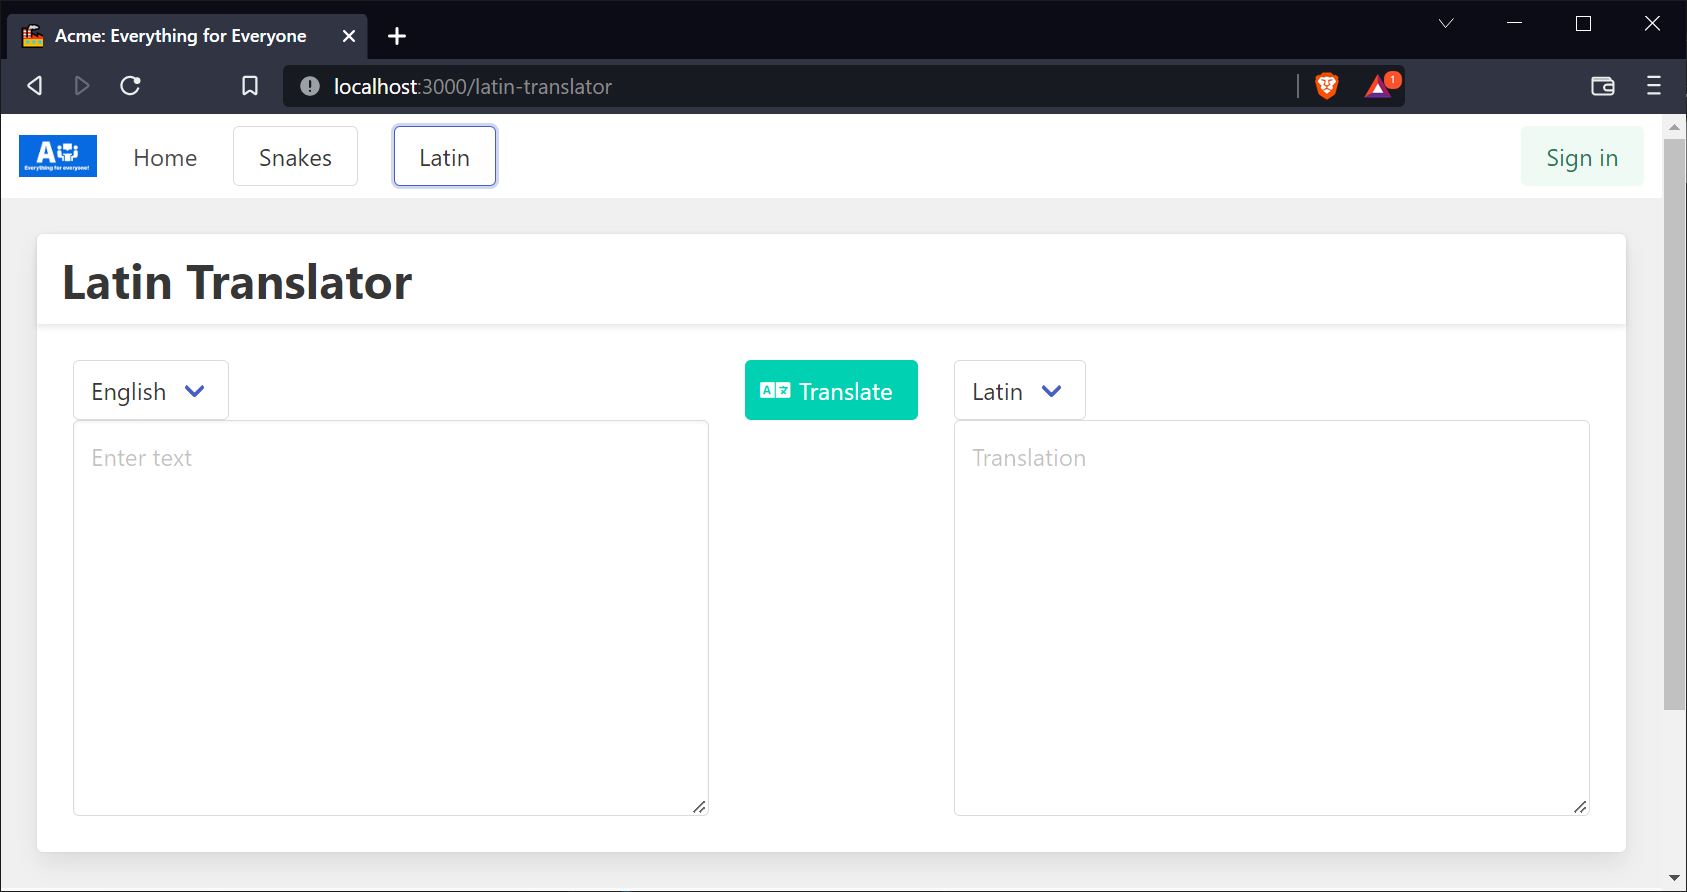 Acme: Everything for Everyone
localhost:3000/latin-translator
1
A
Everything for everyone!
Home
Snakes
Latin
Sign in
Latin Translator
English
Translate
Latin
Enter text
Translation